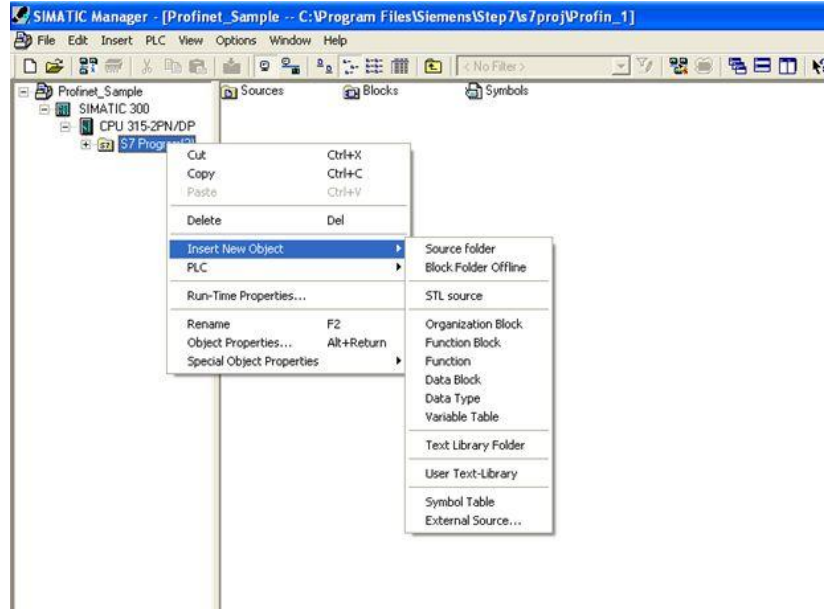 SIMATIC Manager - [Profinet_Sample -- C:\Program Files\Siemens\Step7\s7proj\Profin_1]
File Edit Insert PLC View Options Window Help
< No Filter >
Profinet_Sample
SIMATIC 300
CPU 315-2PN/DP
S7 Program(2)
Sources Blocks Symbols
Cut Ctrl+X
Copy Ctrl+C
Paste Ctrl+V
Delete Del
Insert New Object
PLC
Run-Time Properties...
Rename F2
Object Properties... Alt+Return
Special Object Properties
Source folder
Block Folder Offline
STL source
Organization Block
Function Block
Function
Data Block
Data Type
Variable Table
Text Library Folder
User Text-Library
Symbol Table
External Source...